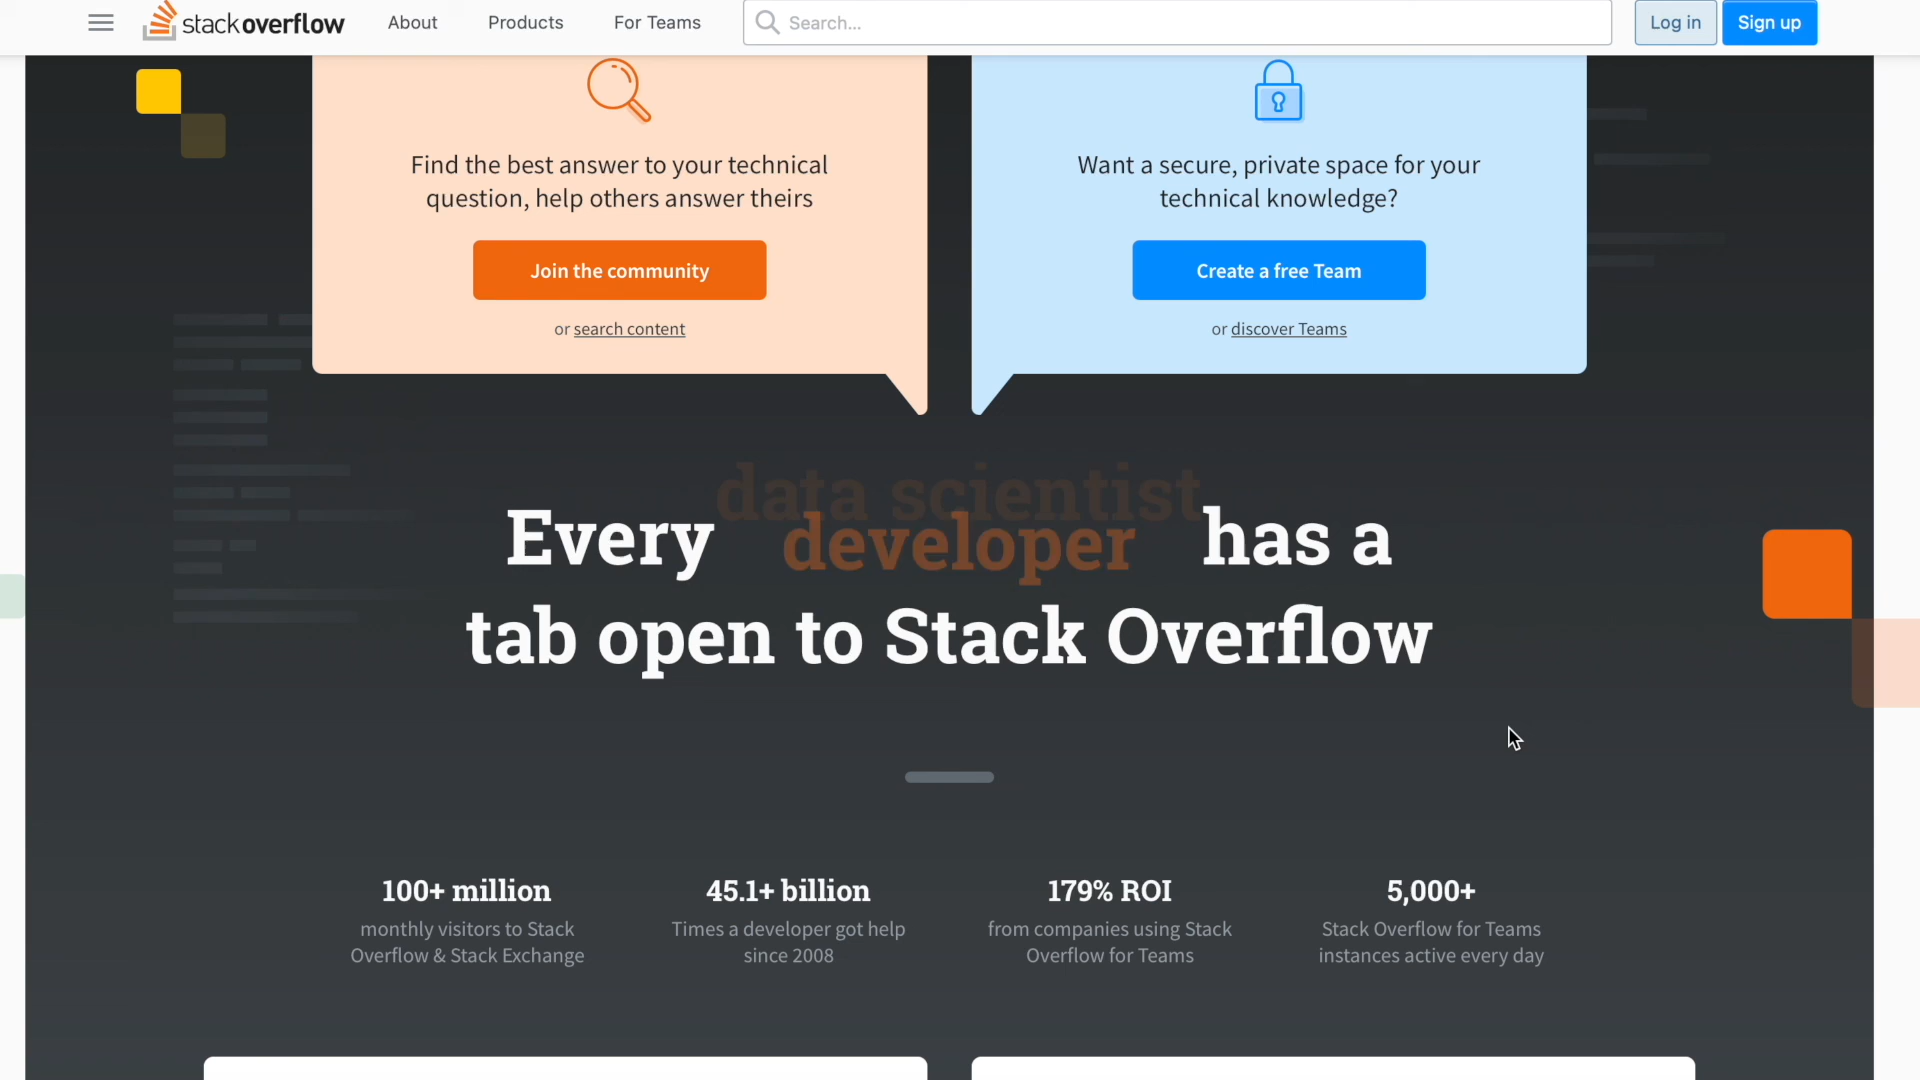 stackoverflow
About
Products
For Teams
Search...
Log in
Sign up
Find the best answer to your technical
question, help others answer theirs
Join the community
or search content
Want a secure, private space for your
technical knowledge?
Create a free Team
or discover Teams
data scientist
Every developer has a
tab open to Stack Overflow
100+ million
monthly visitors to Stack
Overflow & Stack Exchange
45.1+ billion
Times a developer got help
since 2008
179% ROI
from companies using Stack
Overflow for Teams
5,000+
Stack Overflow for Teams
instances active every day